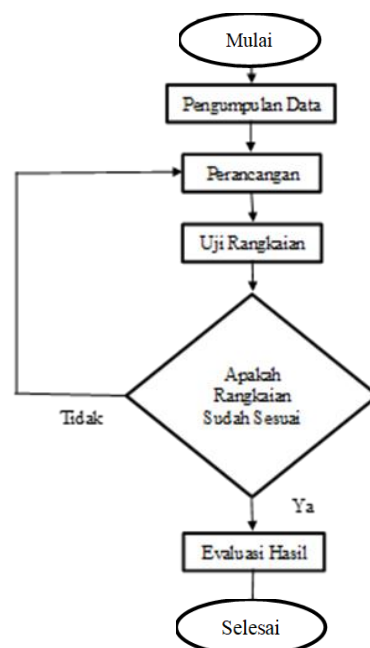 Mulai
Pengumpulan Data
Perancangan
Uji Rangkaian
Apakah
Rangkaian
Sudah Sesuai
Tidak
Ya
Evaluasi Hasil
Selesai